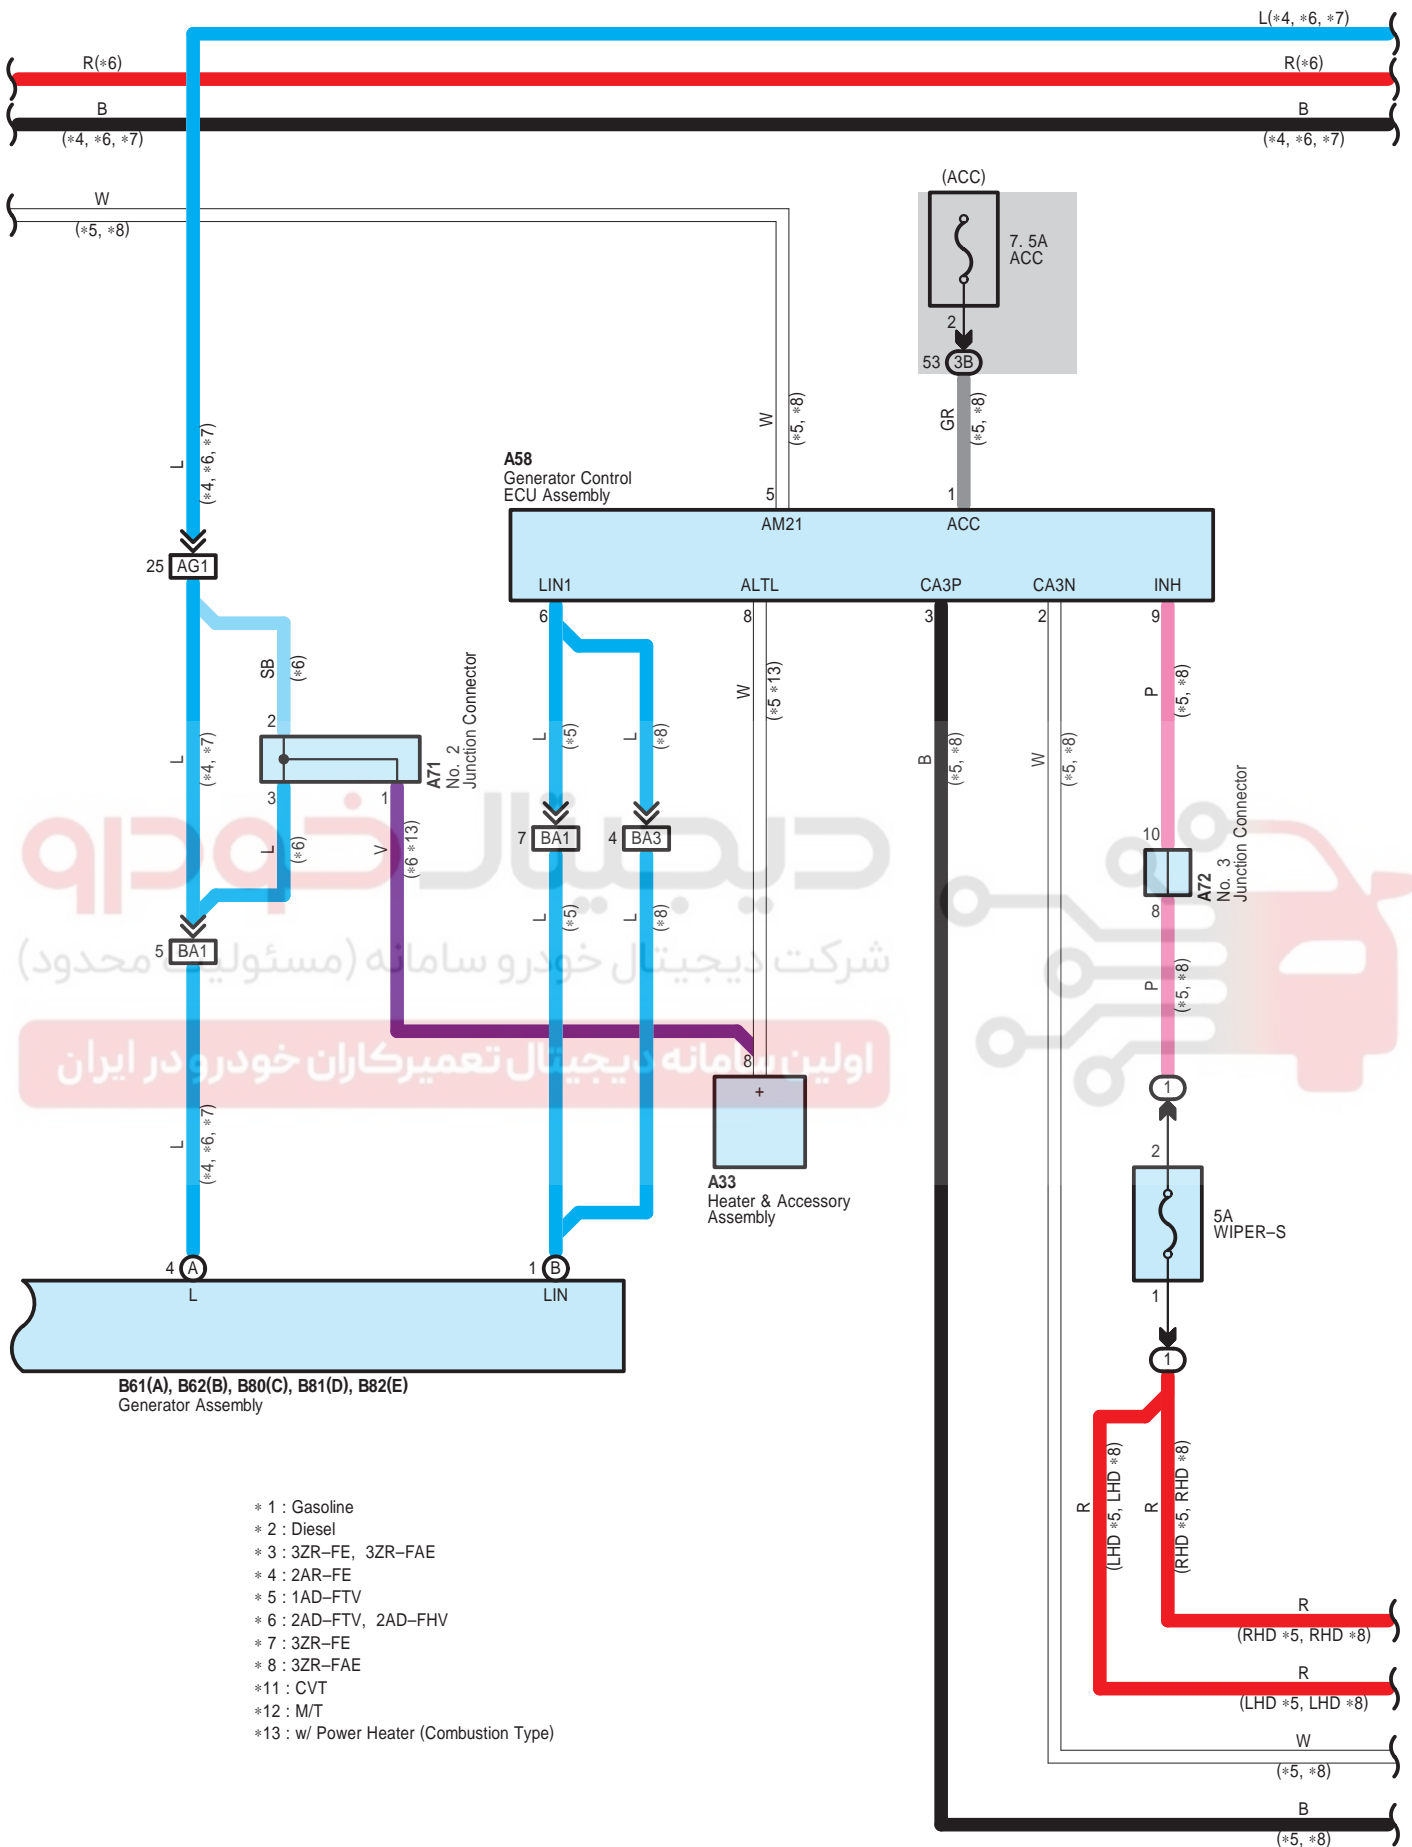 L(*4, *6, *7)
R(*6)
R(*6)
B
B
(*4, *6, *7)
(*4, *6, *7)
(ACC)
W
(*5, *8)
7. 5A
ACC
2
53 3B
W
(*5, *8)
GR
(*5, *8)
L
(*4, *6, *7)
A58
Generator Control
ECU Assembly
5
1
AM21
ACC
25 AG1
LIN1
ALTL
CA3P
CA3N
INH
6
8
3
2
9
SB
(*6)
W
(*5 *13)
P
(*5, *8)
2
L
(*4, *7)
A71
No. 2
Junction Connector
L
(*5)
L
(*8)
B
(*5, *8)
W
(*5, *8)
3
1
L
(*6)
V
(*6 *13)
7 BA1
4 BA3
10
A72
No. 3
Junction Connector
8
دیجیتال خودرو
L
(*5)
L
(*8)
5 BA1
شرکت دیجیتال خودرو سامانه (مسئولیت محدود)
P
(*5, *8)
اولین سامانه دیجیتال تعمیرکاران خودرو در ایران
8
+
1
L
(*4, *6, *7)
2
A33
Heater & Accessory
Assembly
5A
WIPER–S
4 A
1 B
L
LIN
1
1
B61(A), B62(B), B80(C), B81(D), B82(E)
Generator Assembly
R
(LHD *5, LHD *8)
R
(RHD *5, RHD *8)
* 1 : Gasoline
* 2 : Diesel
* 3 : 3ZR–FE, 3ZR–FAE
* 4 : 2AR–FE
* 5 : 1AD–FTV
* 6 : 2AD–FTV, 2AD–FHV
* 7 : 3ZR–FE
* 8 : 3ZR–FAE
*11 : CVT
*12 : M/T
*13 : w/ Power Heater (Combustion Type)
R
(RHD *5, RHD *8)
R
(LHD *5, LHD *8)
W
(*5, *8)
B
(*5, *8)